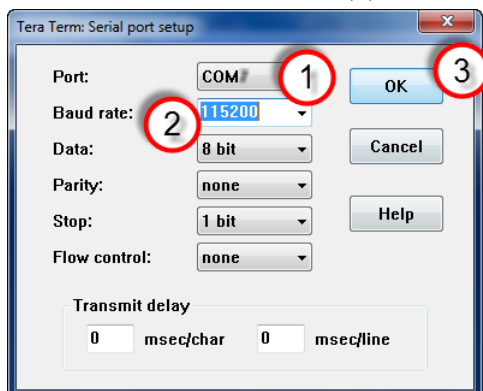 Tera Term: Serial port setup
Port: COM
1
OK
3
Baud rate: 115200
2
Data: 8 bit
Cancel
Parity: none
Stop: 1 bit
Help
Flow control: none
Transmit delay
0 msec/char 0 msec/line